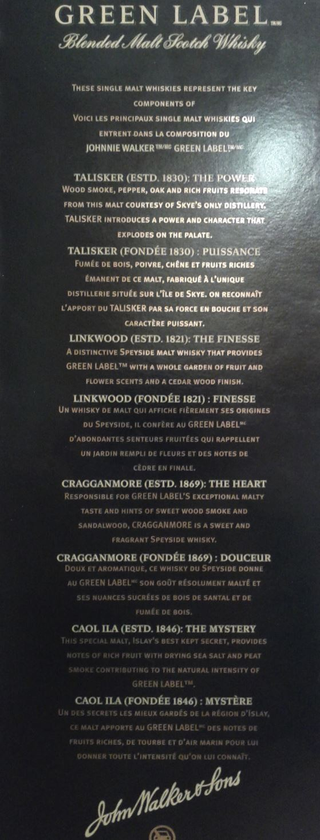 GREEN LABEL
Blended Malt Scotch Whisky
THESE SINGLE MALT WHISKIES REPRESENT THE KEY
COMPONENTS OF
VOICI LES PRINCIPAUX SINGLE MALT WHISKIES QUI
ENTRENT DANS LA COMPOSITION DU
JOHNNIE WALKER™/MC GREEN LABEL™/MC
TALISKER (ESTD. 1830): THE POWER
WOOD SMOKE, PEPPER, OAK AND RICH FRUITS RESONATE
FROM THIS MALT COURTESY OF SKYE'S ONLY DISTILLERY.
TALISKER INTRODUCES A POWER AND CHARACTER THAT
EXPLODES ON THE PALATE.
TALISKER (FONDÉE 1830) : PUISSANCE
FUMÉE DE BOIS, POIVRE, CHÊNE ET FRUITS RICHES
ÉMANENT DE CE MALT, FABRIQUÉ À L'UNIQUE
DISTILLERIE SITUÉE SUR L'ÎLE DE SKYE. ON RECONNAÎT
L'APPORT DU TALISKER PAR SA FORCE EN BOUCHE ET SON
CARACTÈRE PUISSANT.
LINKWOOD (ESTD. 1821): THE FINESSE
A DISTINCTIVE SPEYSIDE MALT WHISKY THAT PROVIDES
GREEN LABEL™ WITH A WHOLE GARDEN OF FRUIT AND
FLOWER SCENTS AND A CEDAR WOOD FINISH.
LINKWOOD (FONDÉE 1821) : FINESSE
UN WHISKY DE MALT QUI AFFICHE FIÈREMENT SES ORIGINES
DU SPEYSIDE, IL CONFÈRE AU GREEN LABEL MC
D'ABONDANTES SENTEURS FRUITÉES QUI RAPPELLENT
UN JARDIN REMPLI DE FLEURS ET DES NOTES DE
CÈDRE EN FINALE.
CRAGGANMORE (ESTD. 1869): THE HEART
RESPONSIBLE FOR GREEN LABEL'S EXCEPTIONAL MALTY
TASTE AND HINTS OF SWEET WOOD SMOKE AND
SANDALWOOD, CRAGGANMORE IS A SWEET AND
FRAGRANT SPEYSIDE WHISKY.
CRAGGANMORE (FONDÉE 1869) : DOUCEUR
DOUX ET AROMATIQUE, CE WHISKY DU SPEYSIDE DONNE
AU GREEN LABEL MC SON GOÛT RÉSOLUMENT MALTÉ ET
SES NUANCES SUCRÉES DE BOIS DE SANTAL ET DE
FUMÉE DE BOIS.
CAOL ILA (ESTD. 1846): THE MYSTERY
THIS SPECIAL MALT, ISLAY'S BEST KEPT SECRET, PROVIDES
NOTES OF RICH FRUIT WITH DRYING SEA SALT AND PEAT
SMOKE CONTRIBUTING TO THE NATURAL INTENSITY OF
GREEN LABEL™.
CAOL ILA (FONDÉE 1846) : MYSTÈRE
UN DES SECRETS LES MIEUX GARDÉS DE LA RÉGION D'ISLAY,
CE MALT APPORTE AU GREEN LABEL MC DES NOTES DE
FRUITS RICHES, DE TOURBE ET D'AIR MARIN POUR LUI
DONNER TOUTE L'INTENSITÉ QU'ON LUI CONNAÎT.
John Walker & Sons